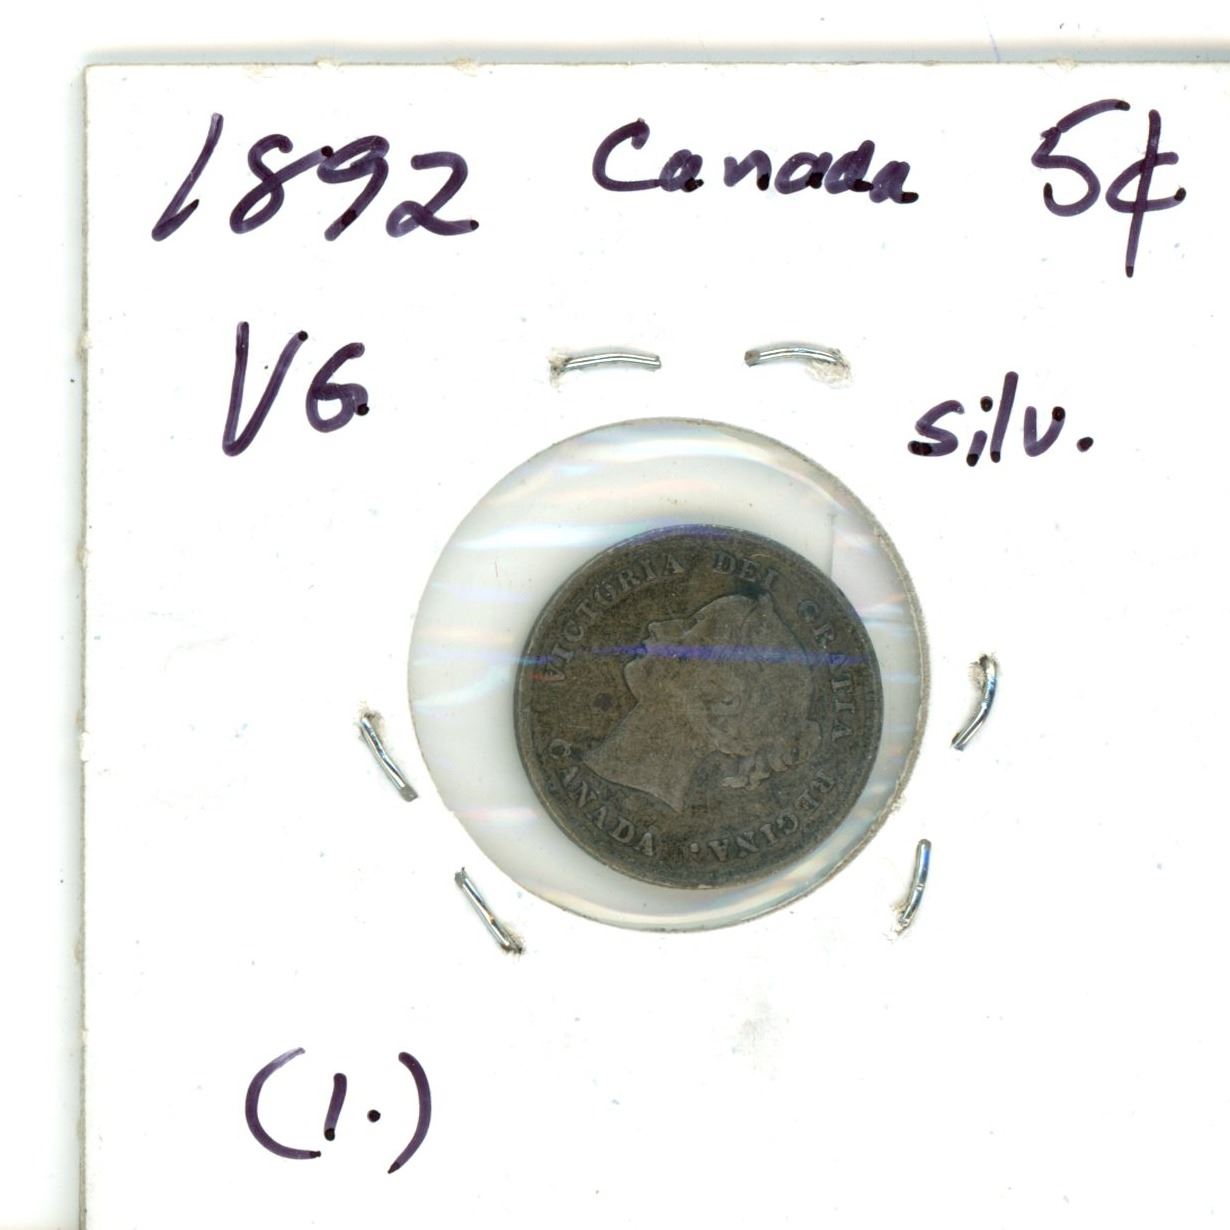 1892 Canada 5¢
VG silv.
VICTORIA DEI GRATIA REGINA.
CANADA
(1.)